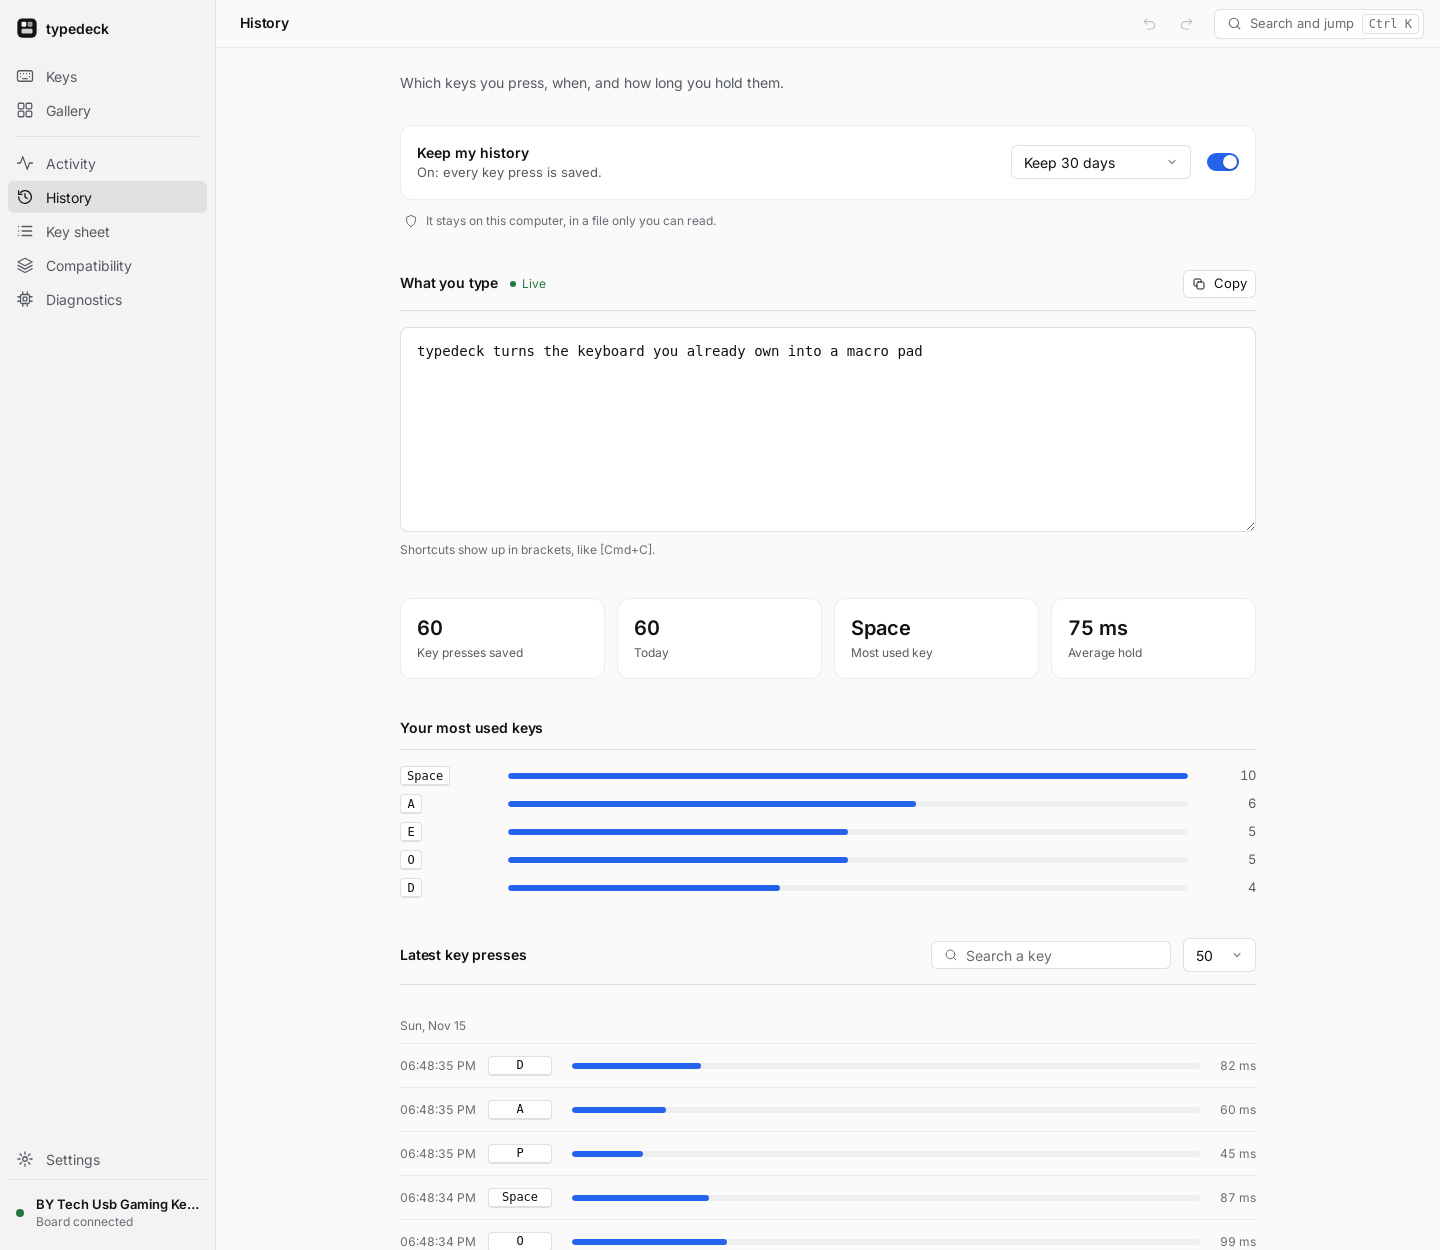 typedeck
Keys
Gallery
Activity
History
Key sheet
Compatibility
Diagnostics
Settings
BY Tech Usb Gaming Ke...
Board connected
History
Search and jump Ctrl K
Which keys you press, when, and how long you hold them.
Keep my history
On: every key press is saved.
Keep 30 days
It stays on this computer, in a file only you can read.
What you type Live Copy
typedeck turns the keyboard you already own into a macro pad
Shortcuts show up in brackets, like [Cmd+C].
60
Key presses saved
60
Today
Space
Most used key
75 ms
Average hold
Your most used keys
Space 10
A 6
E 5
O 5
D 4
Latest key presses Search a key 50
Sun, Nov 15
06:48:35 PM D 82 ms
06:48:35 PM A 60 ms
06:48:35 PM P 45 ms
06:48:34 PM Space 87 ms
06:48:34 PM O 99 ms